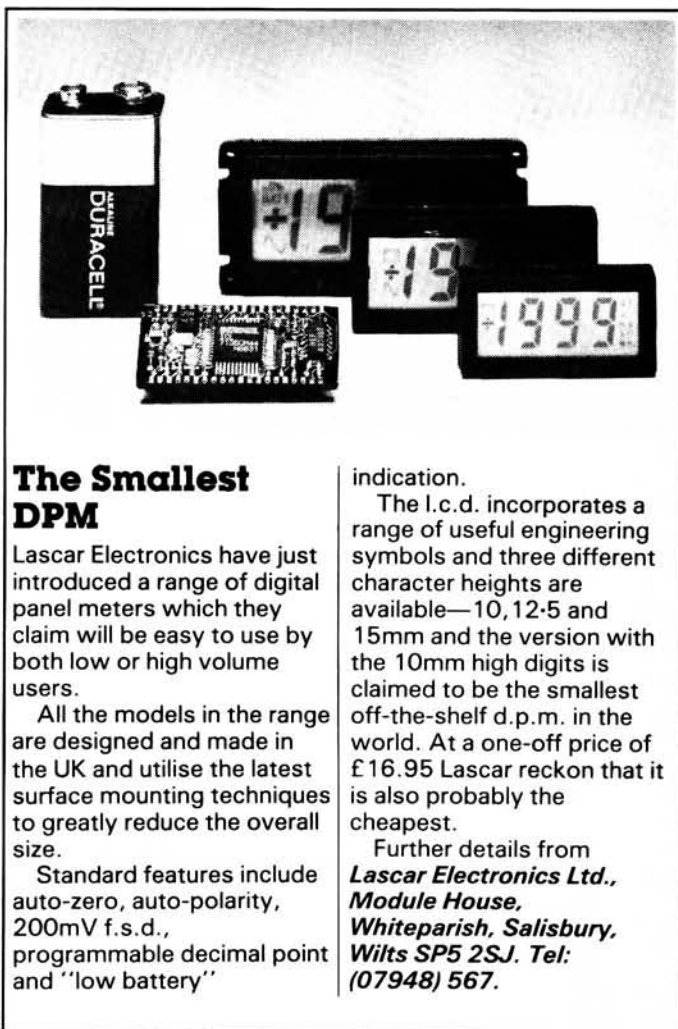 ALKALINE
DURACELL®
+19
+19
+1999
The Smallest
DPM
Lascar Electronics have just
introduced a range of digital
panel meters which they
claim will be easy to use by
both low or high volume
users.
All the models in the range
are designed and made in
the UK and utilise the latest
surface mounting techniques
to greatly reduce the overall
size.
Standard features include
auto-zero, auto-polarity,
200mV f.s.d.,
programmable decimal point
and "low battery"
indication.
The l.c.d. incorporates a
range of useful engineering
symbols and three different
character heights are
available—10,12·5 and
15mm and the version with
the 10mm high digits is
claimed to be the smallest
off-the-shelf d.p.m. in the
world. At a one-off price of
£16.95 Lascar reckon that it
is also probably the
cheapest.
Further details from
Lascar Electronics Ltd.,
Module House,
Whiteparish, Salisbury,
Wilts SP5 2SJ. Tel:
(07948) 567.